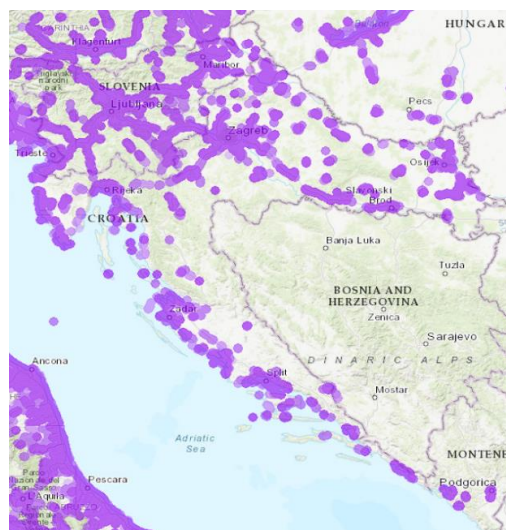 CARINTHIA
Klagenfurt
HUNGAR
Maribor
SLOVENIA
Ljubljana
Pecs
Zagreb
Trieste
Osijek
Rijeka
Slavonski
Brod
CROATIA
Banja Luka
Tuzla
BOSNIA AND
HERZEGOVINA
Zenica
Zadar
Sarajevo
DINARIC ALPS
Ancona
Split
Mostar
Adriatic
Sea
MONTENE
Podgorica
Pescara
L'Aquila